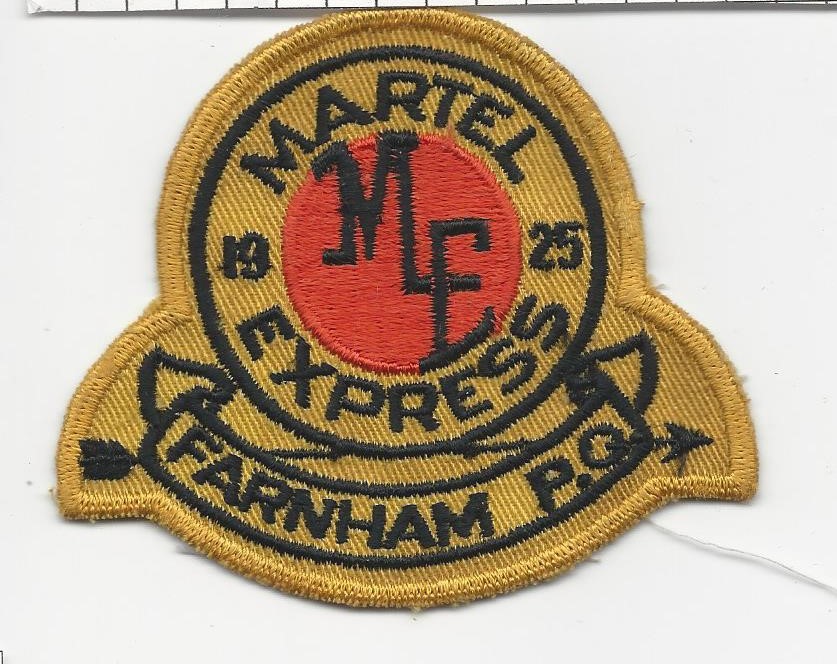 MARTEL
ME
19 25
EXPRESS
FARNHAM P.Q.